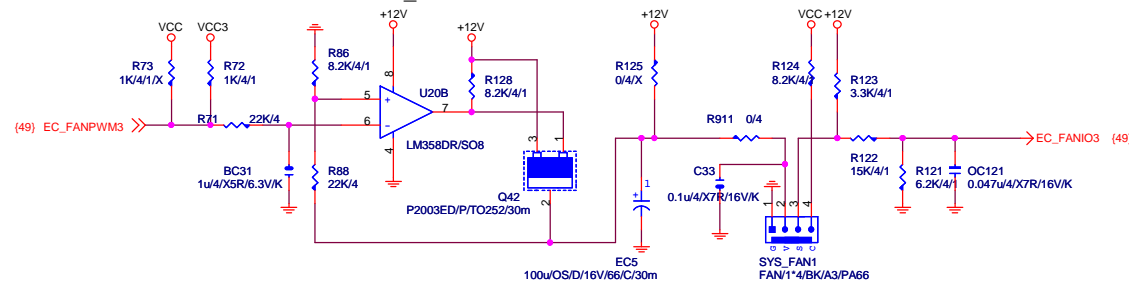 +12V
+12V
+12V
VCC
VCC3
VCC +12V
R73
1K/4/1/X
R72
1K/4/1
R86
8.2K/4/1
8
U20B
R128
8.2K/4/1
R125
0/4/X
R124
8.2K/4/
R123
3.3K/4/1
5
+
7
6
-
R71
22K/4
{49}
EC_FANPWM3
LM358DR/SO8
4
3
1
R911
0/4
EC_FANIO3
{49
BC31
1u/4/X5R/6.3V/K
R88
22K/4
Q42
P2003ED/P/TO252/30m
2
C33
0.1u/4/X7R/16V/K
R122
15K/4/1
R121
6.2K/4/1
OC121
0.047u/4/X7R/16V/K
+
1
EC5
100u/OS/D/16V/66/C/30m
1
2
3
4
G
V
S
C
SYS_FAN1
FAN/1*4/BK/A3/PA66